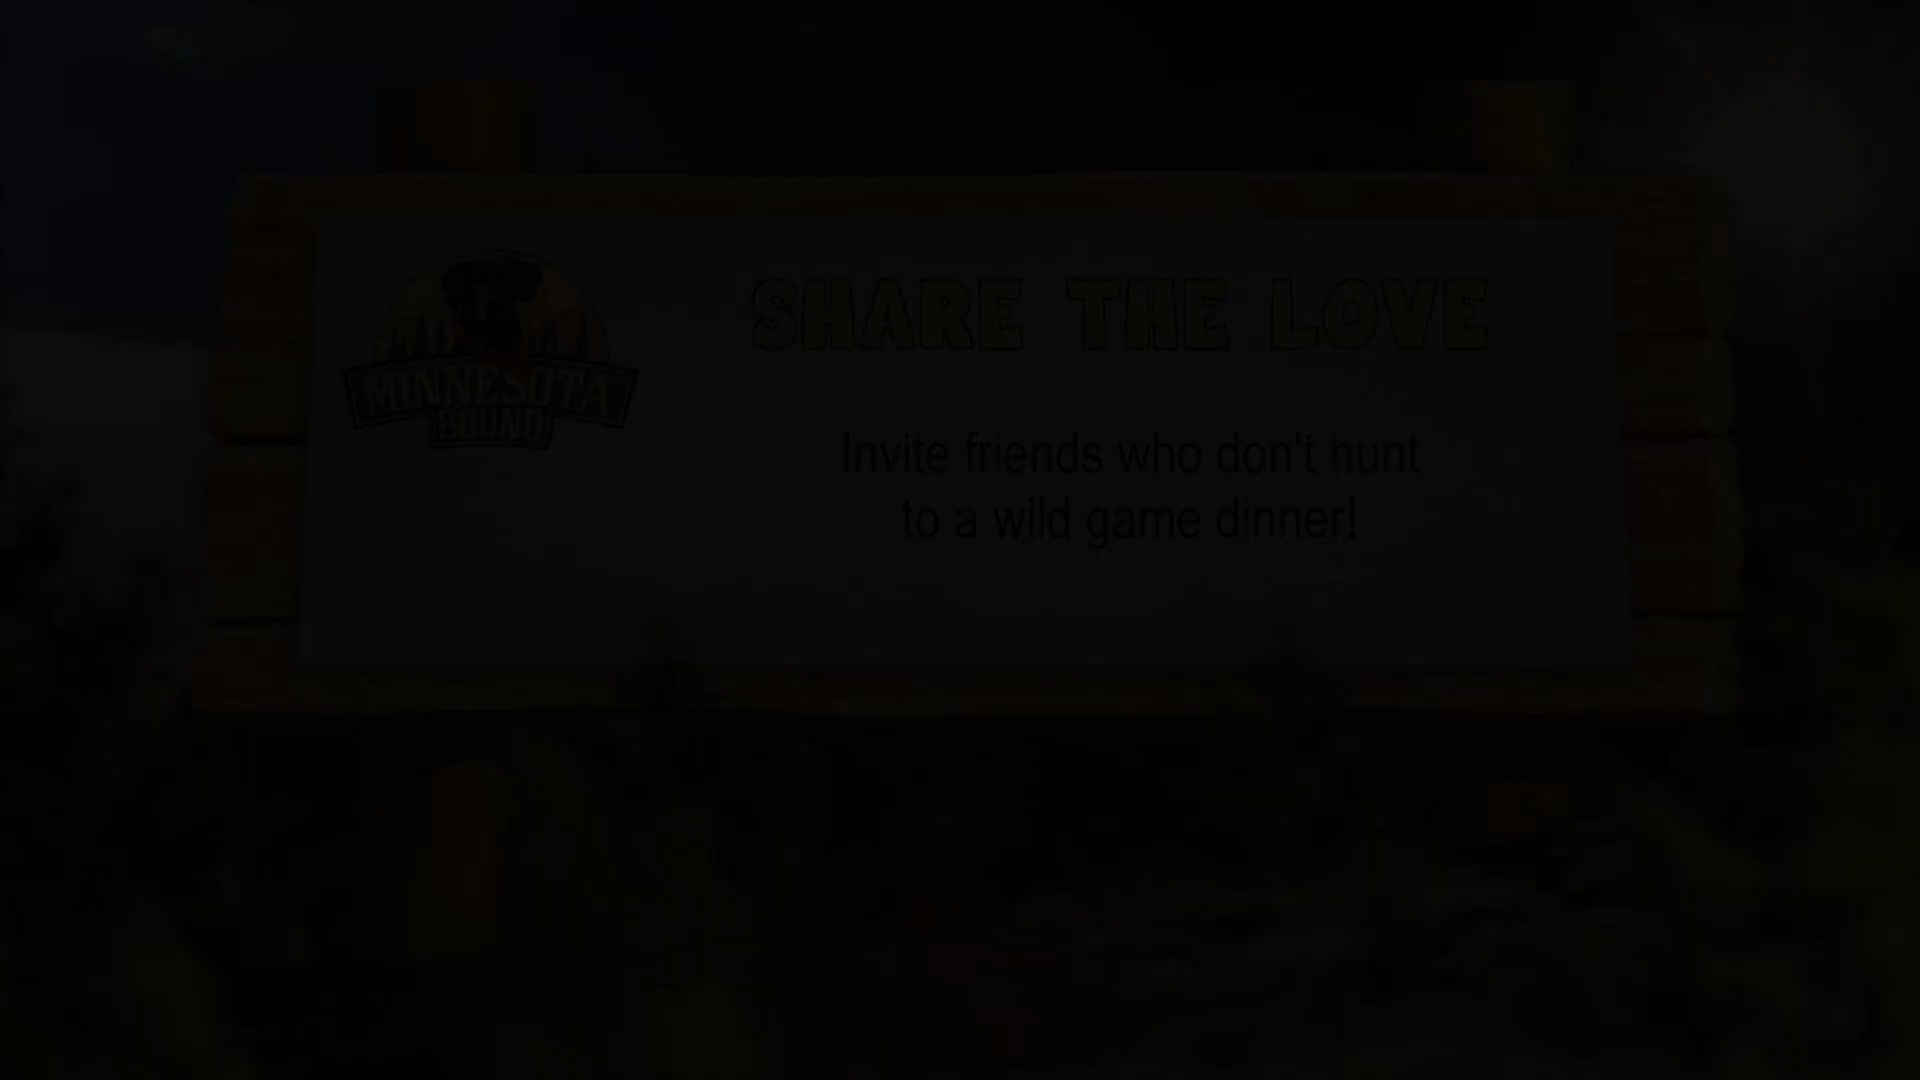 MINNESOTA
BOUND
SHARE THE LOVE
Invite friends who don't hunt
to a wild game dinner!